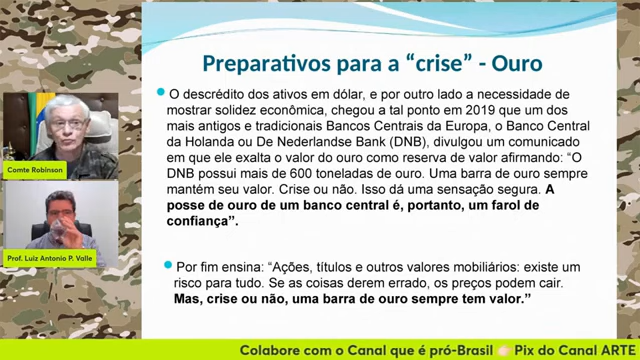 Preparativos para a “crise” - Ouro
O descrédito dos ativos em dólar, e por outro lado a necessidade de
mostrar solidez econômica, chegou a tal ponto em 2019 que um dos
mais antigos e tradicionais Bancos Centrais da Europa, o Banco Central
da Holanda ou De Nederlandse Bank (DNB), divulgou um comunicado
em que ele exalta o valor do ouro como reserva de valor afirmando: “O
DNB possui mais de 600 toneladas de ouro. Uma barra de ouro sempre
mantém seu valor. Crise ou não. Isso dá uma sensação segura. A
posse de ouro de um banco central é, portanto, um farol de
confiança”.
Por fim ensina: “Ações, títulos e outros valores mobiliários: existe um
risco para tudo. Se as coisas derem errado, os preços podem cair.
Mas, crise ou não, uma barra de ouro sempre tem valor.”
Comte Robinson
Prof. Luiz Antonio P. Valle
Colabore com o Canal que é pró-Brasil 👉🏻 Pix do Canal ARTE